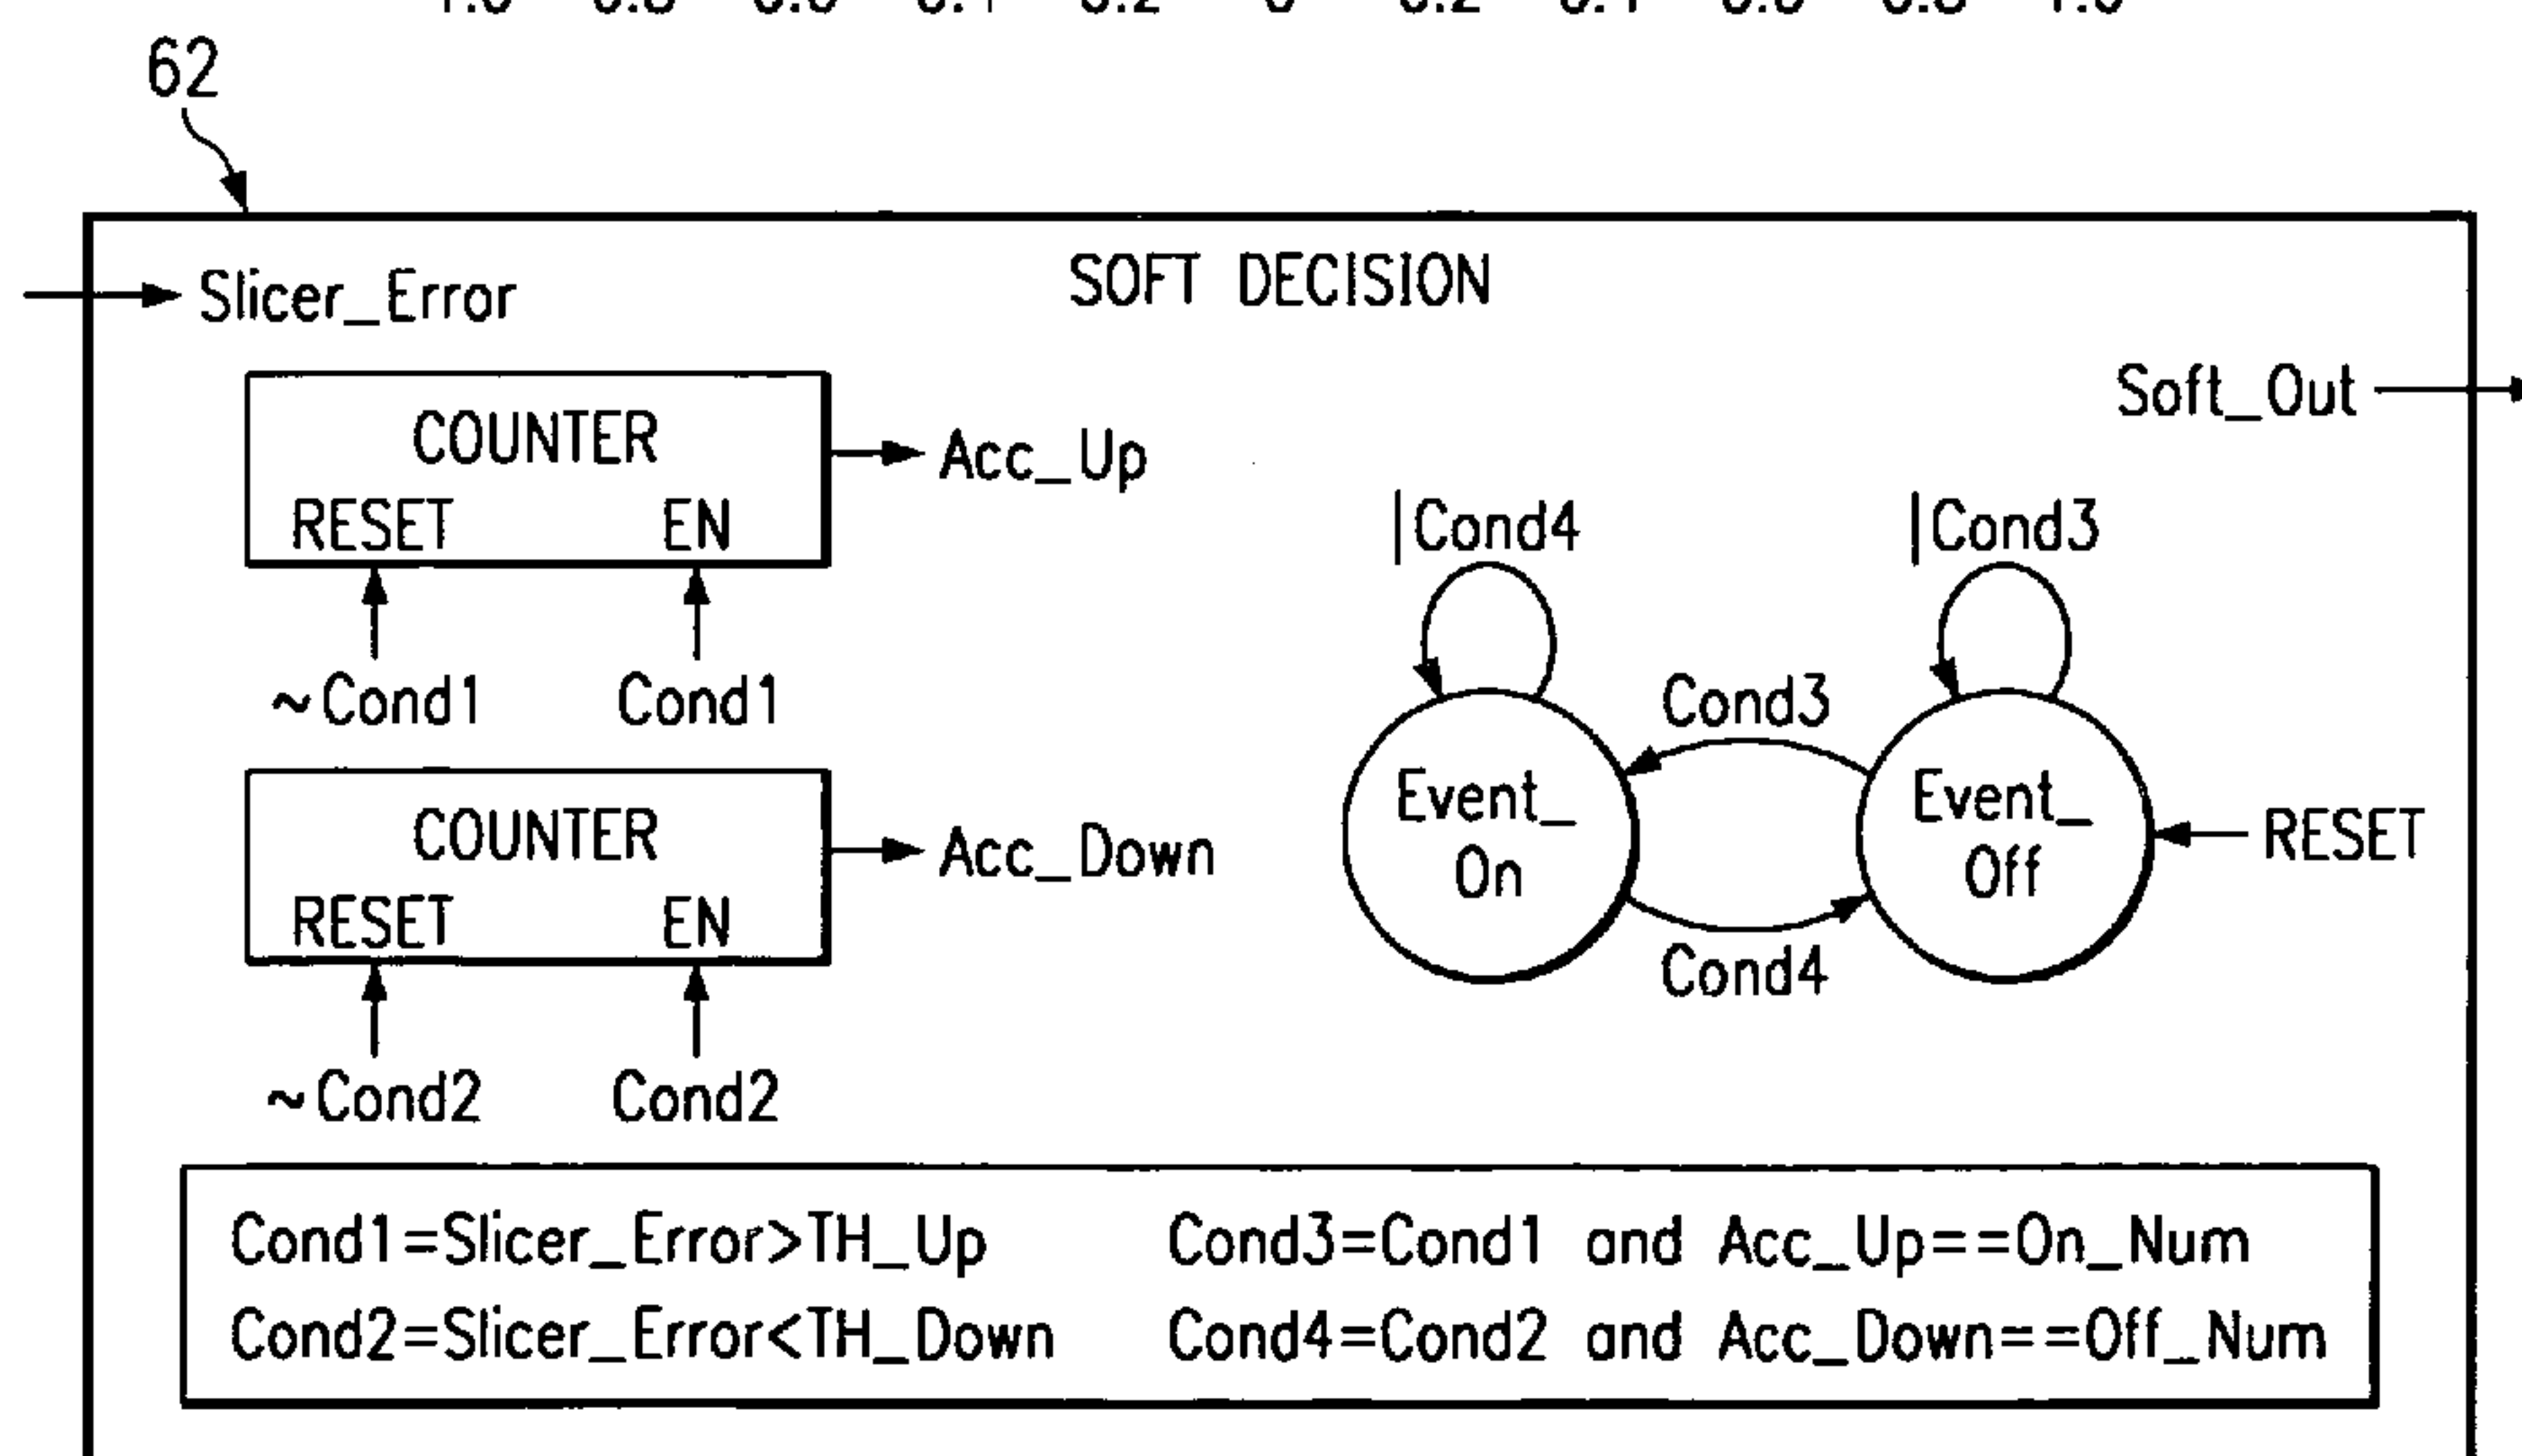 62
SOFT DECISION
Slicer_Error
Soft_Out
COUNTER
RESET EN
Acc_Up
~Cond1 Cond1
COUNTER
RESET EN
Acc_Down
~Cond2 Cond2
|Cond4
|Cond3
Cond3
Event_
On
Event_
Off
RESET
Cond4
Cond1=Slicer_Error>TH_Up Cond3=Cond1 and Acc_Up==On_Num
Cond2=Slicer_Error<TH_Down Cond4=Cond2 and Acc_Down==Off_Num